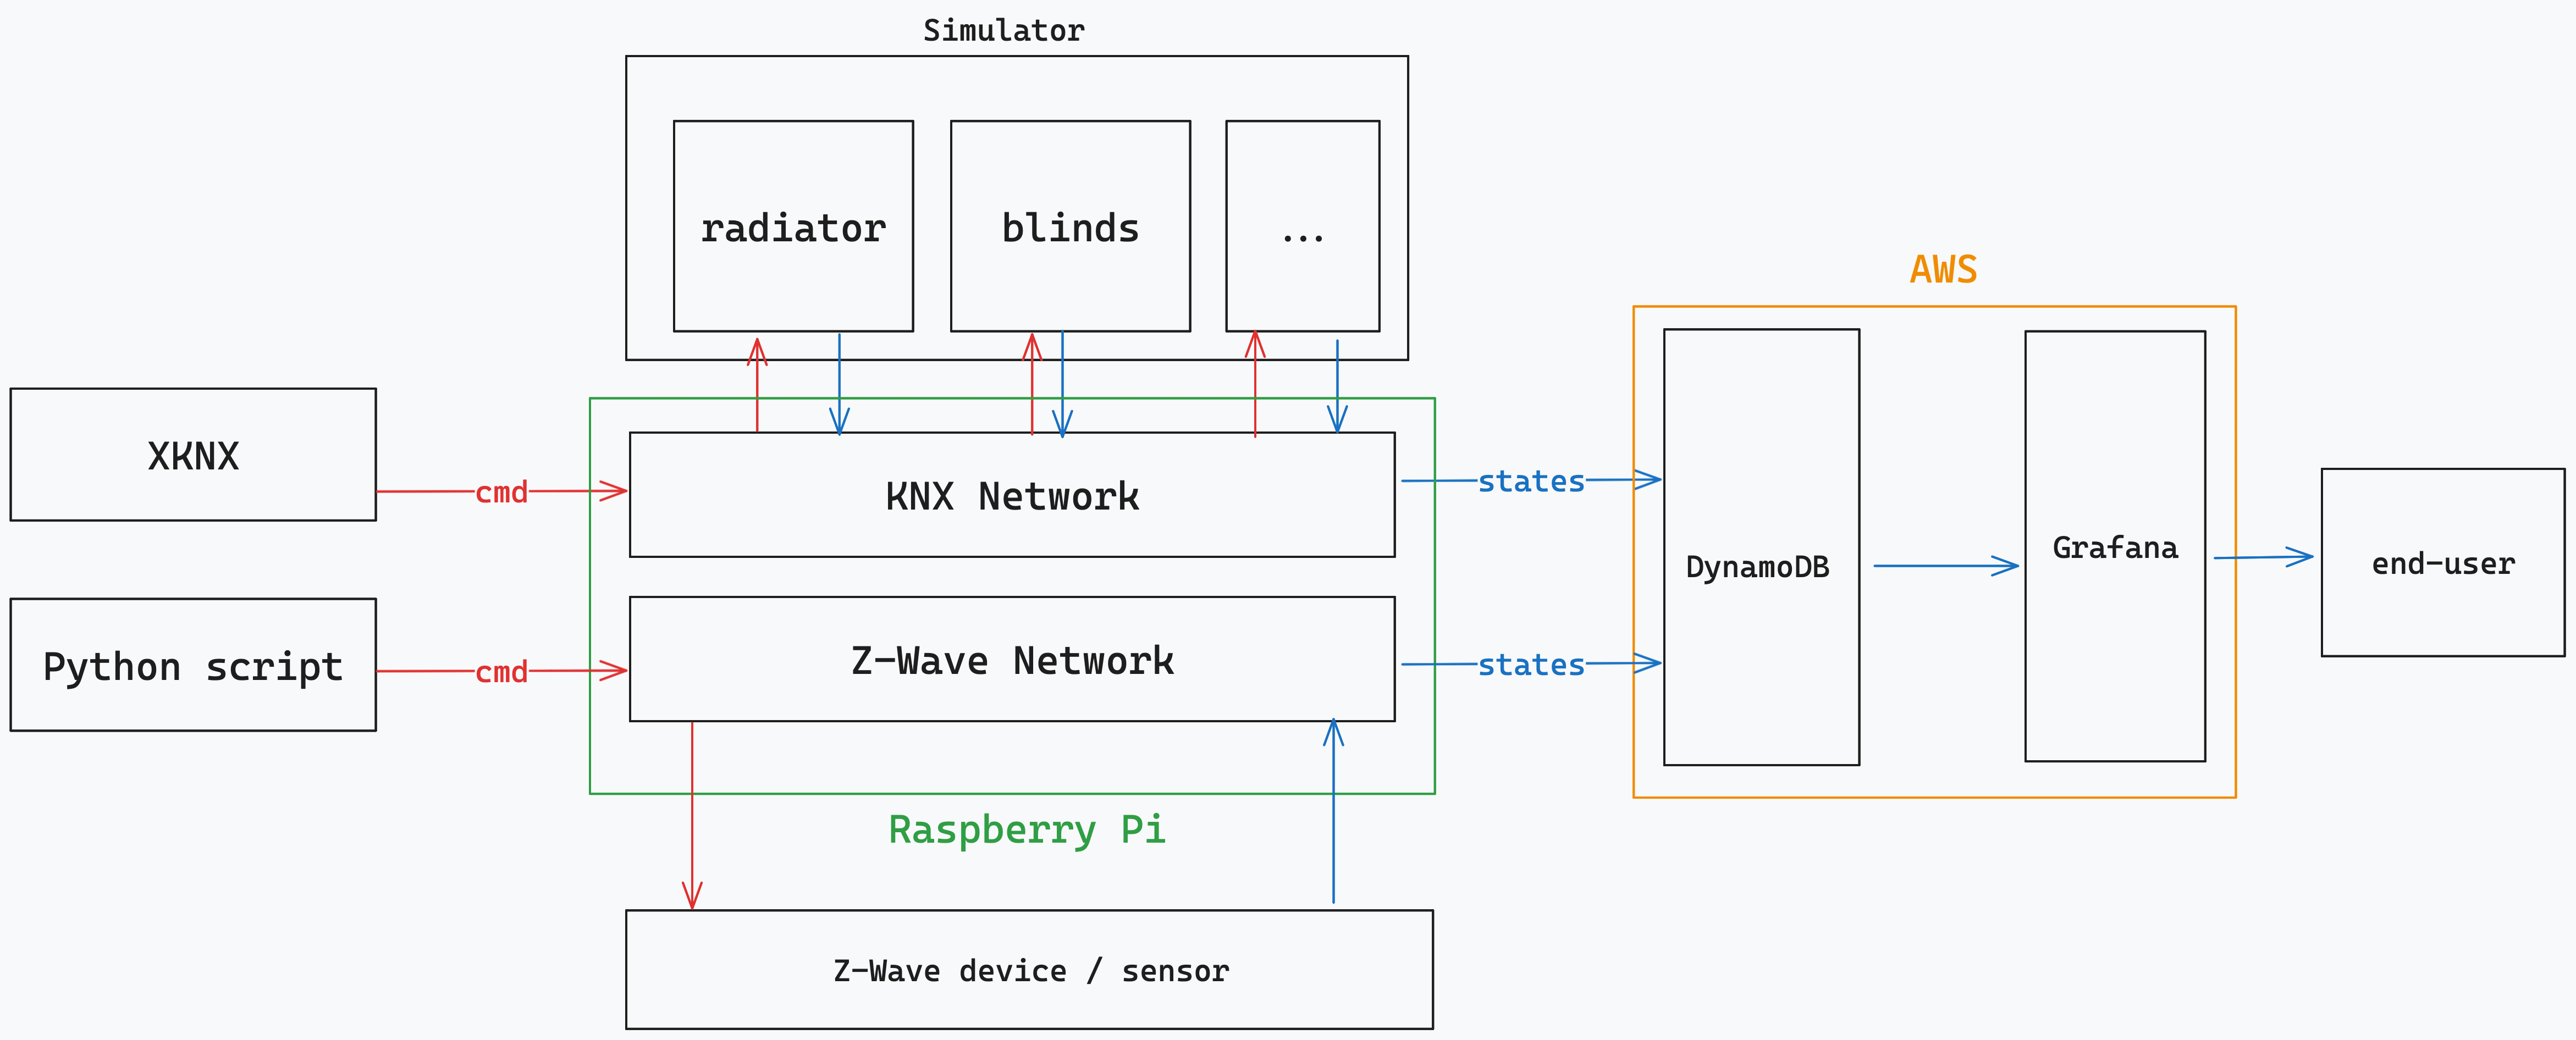 Simulator
radiator
blinds
...
AWS
XKNX
cmd
KNX Network
states
DynamoDB
Grafana
end-user
Python script
cmd
Z-Wave Network
states
Raspberry Pi
Z-Wave device / sensor